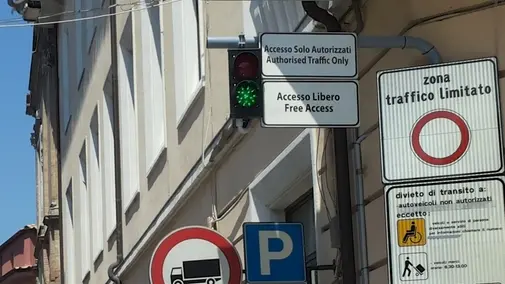 Accesso Solo Autorizzati
Authorised Traffic Only
Accesso Libero
Free Access
zona
traffico limitato
divieto di transito a:
autoveicoli non autorizzati
eccetto:
P